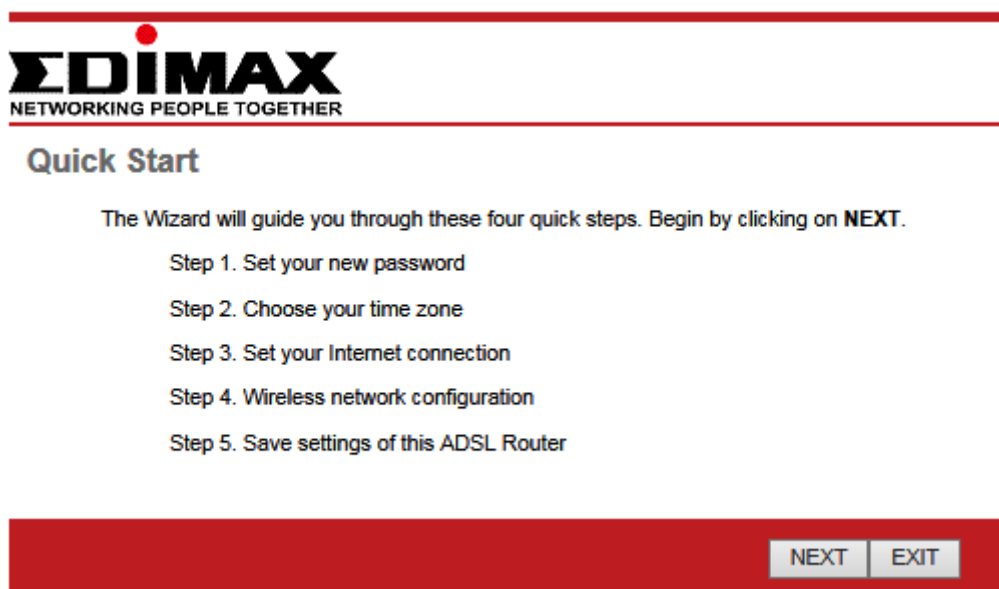 ΣDIMAX
NETWORKING PEOPLE TOGETHER
Quick Start
The Wizard will guide you through these four quick steps. Begin by clicking on NEXT.
Step 1. Set your new password
Step 2. Choose your time zone
Step 3. Set your Internet connection
Step 4. Wireless network configuration
Step 5. Save settings of this ADSL Router
NEXT EXIT